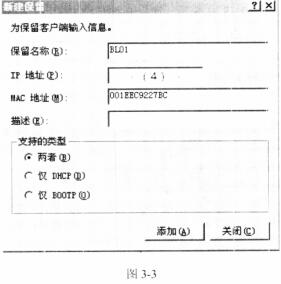 新建保留
? ×
为保留客户端输入信息。
保留名称(R): BL01
IP 地址(P): (4)
MAC 地址(M): 001EEC9227BC
描述(E):
支持的类型
两者(B)
仅 DHCP(D)
仅 BOOTP(O)
添加(A) 关闭(C)
图 3-3